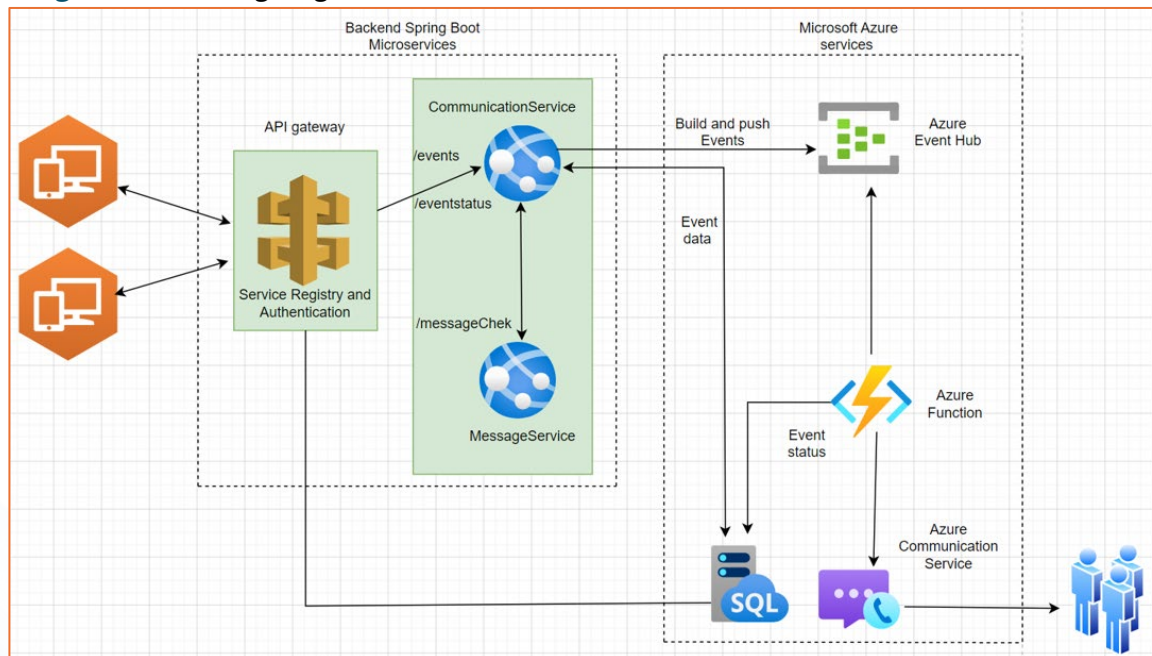 Backend Spring Boot
Microservices
Microsoft Azure
services
CommunicationService
API gateway
Build and push
Events
Azure
Event Hub
/events
/eventstatus
Event
data
Service Registry and
Authentication
/messageChek
MessageService
Azure
Function
Event
status
Azure
Communication
Service
SQL